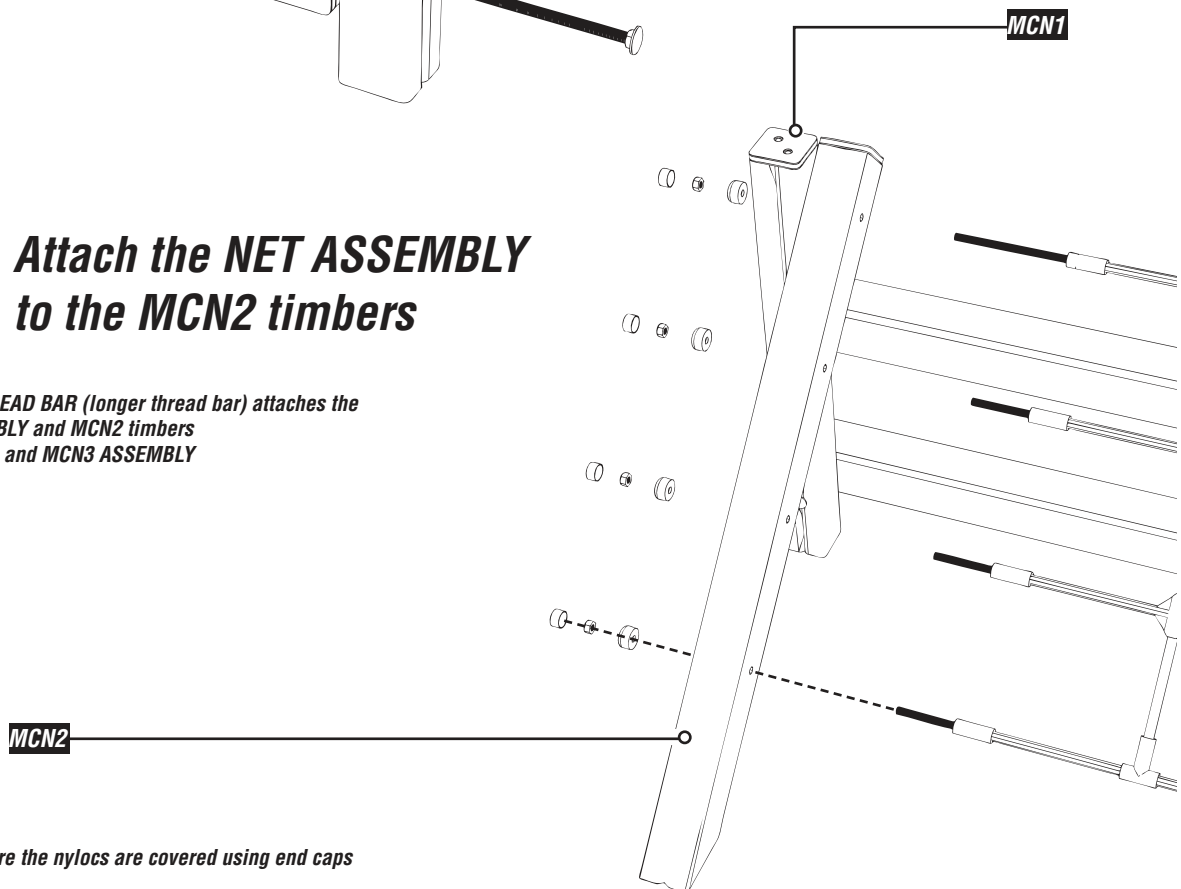 MCN1
Attach the NET ASSEMBLY
to the MCN2 timbers
EAD BAR (longer thread bar) attaches the
BLY and MCN2 timbers
and MCN3 ASSEMBLY
MCN2
re the nylocs are covered using end caps